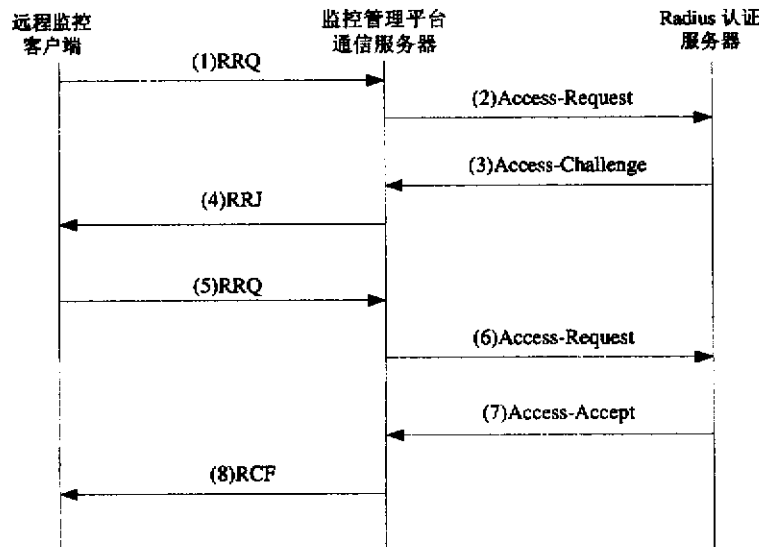 远程监控
客户端
监控管理平台
通信服务器
Radius 认证
服务器
(1)RRQ
(2)Access-Request
(3)Access-Challenge
(4)RRJ
(5)RRQ
(6)Access-Request
(7)Access-Accept
(8)RCF